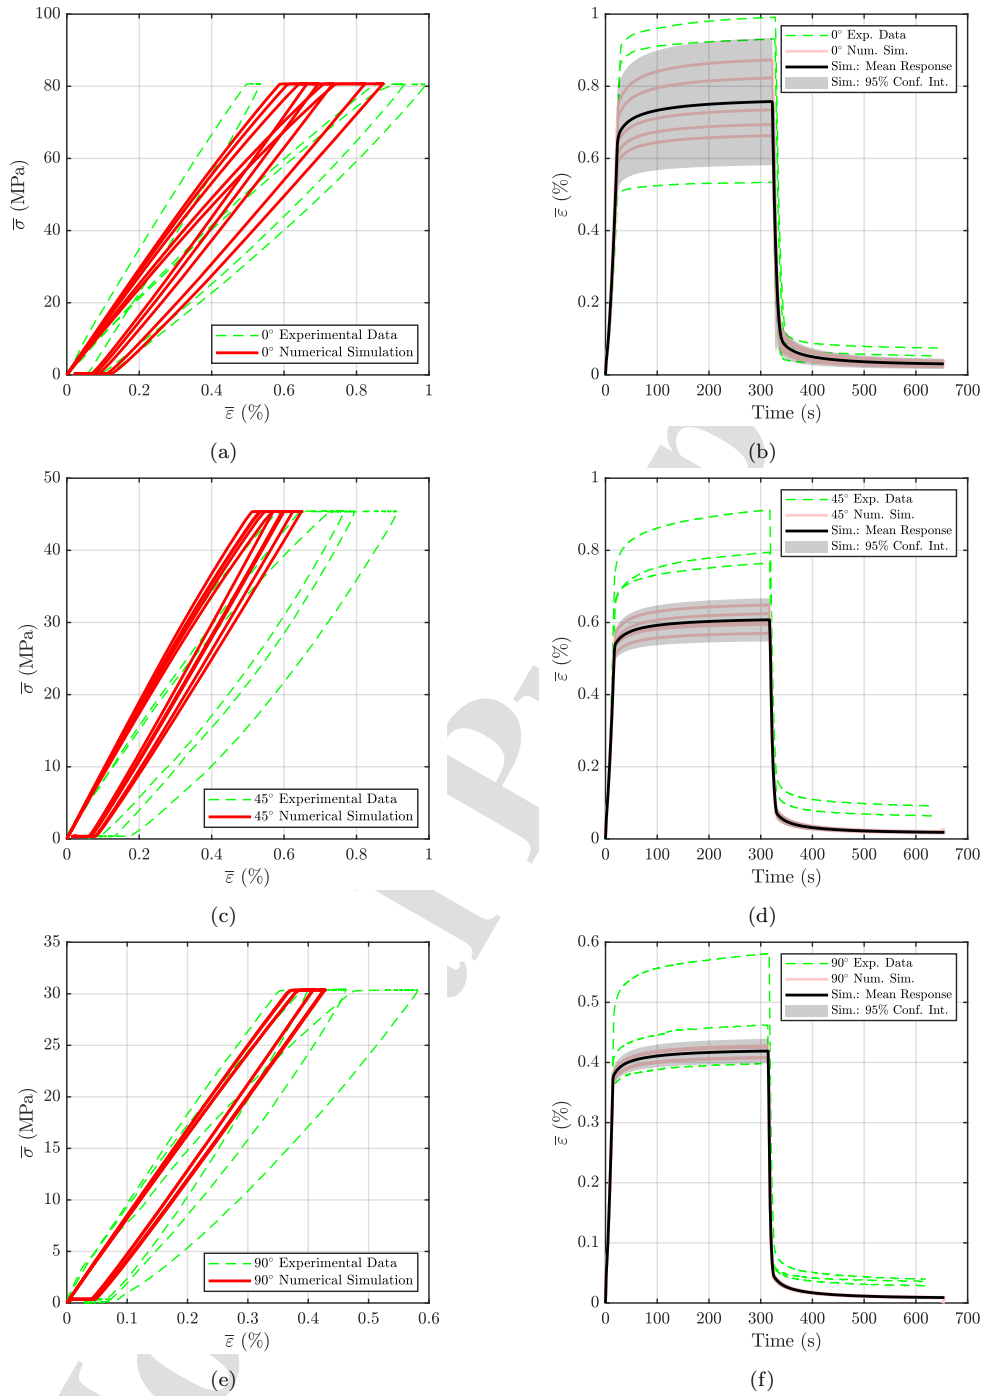 100
80
60
40
20
0
σ (MPa)
0° Experimental Data
0° Numerical Simulation
0 0.2 0.4 0.6 0.8 1
ε (%)
(a)
1
0.8
0.6
0.4
0.2
0
ε (%)
0° Exp. Data
0° Num. Sim.
Sim.: Mean Response
Sim.: 95% Conf. Int.
0 100 200 300 400 500 600 700
Time (s)
(b)
50
40
30
20
10
0
σ (MPa)
45° Experimental Data
45° Numerical Simulation
0 0.2 0.4 0.6 0.8 1
ε (%)
(c)
1
0.8
0.6
0.4
0.2
0
ε (%)
45° Exp. Data
45° Num. Sim.
Sim.: Mean Response
Sim.: 95% Conf. Int.
0 100 200 300 400 500 600 700
Time (s)
(d)
35
30
25
20
15
10
5
0
σ (MPa)
90° Experimental Data
90° Numerical Simulation
0 0.1 0.2 0.3 0.4 0.5 0.6
ε (%)
(e)
0.6
0.5
0.4
0.3
0.2
0.1
0
ε (%)
90° Exp. Data
90° Num. Sim.
Sim.: Mean Response
Sim.: 95% Conf. Int.
0 100 200 300 400 500 600 700
Time (s)
(f)